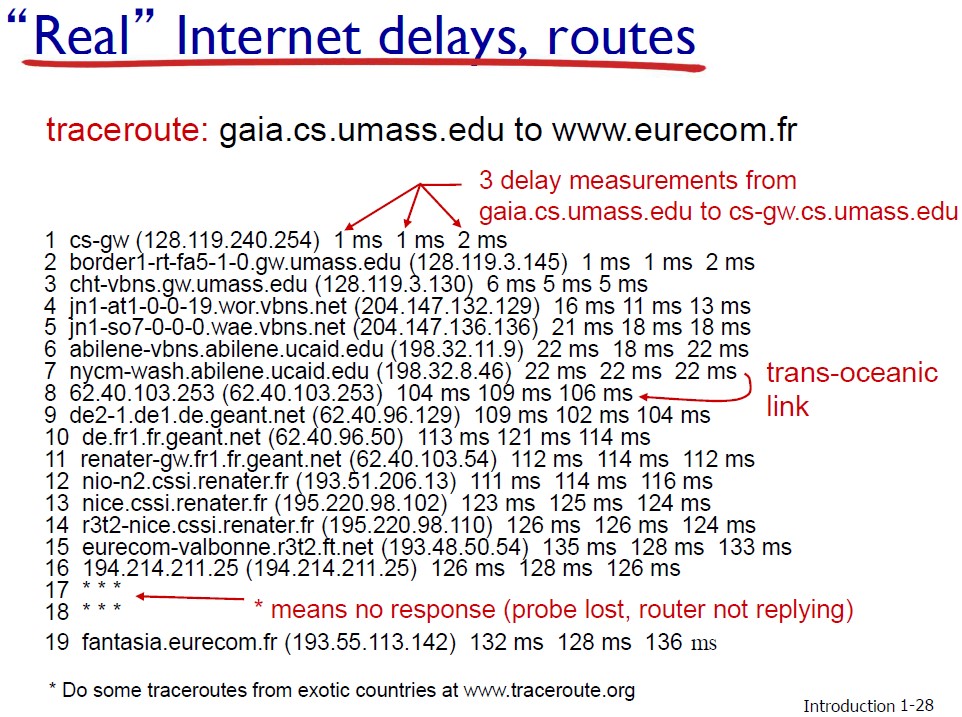 “Real” Internet delays, routes
traceroute: gaia.cs.umass.edu to www.eurecom.fr
3 delay measurements from
gaia.cs.umass.edu to cs-gw.cs.umass.edu
1 cs-gw (128.119.240.254) 1 ms 1 ms 2 ms
2 border1-rt-fa5-1-0.gw.umass.edu (128.119.3.145) 1 ms 1 ms 2 ms
3 cht-vbns.gw.umass.edu (128.119.3.130) 6 ms 5 ms 5 ms
4 jn1-at1-0-0-19.wor.vbns.net (204.147.132.129) 16 ms 11 ms 13 ms
5 jn1-so7-0-0-0.wae.vbns.net (204.147.136.136) 21 ms 18 ms 18 ms
6 abilene-vbns.abilene.ucaid.edu (198.32.11.9) 22 ms 18 ms 22 ms
7 nycm-wash.abilene.ucaid.edu (198.32.8.46) 22 ms 22 ms 22 ms
trans-oceanic
link
8 62.40.103.253 (62.40.103.253) 104 ms 109 ms 106 ms
9 de2-1.de1.de.geant.net (62.40.96.129) 109 ms 102 ms 104 ms
10 de.fr1.fr.geant.net (62.40.96.50) 113 ms 121 ms 114 ms
11 renater-gw.fr1.fr.geant.net (62.40.103.54) 112 ms 114 ms 112 ms
12 nio-n2.cssi.renater.fr (193.51.206.13) 111 ms 114 ms 116 ms
13 nice.cssi.renater.fr (195.220.98.102) 123 ms 125 ms 124 ms
14 r3t2-nice.cssi.renater.fr (195.220.98.110) 126 ms 126 ms 124 ms
15 eurecom-valbonne.r3t2.ft.net (193.48.50.54) 135 ms 128 ms 133 ms
16 194.214.211.25 (194.214.211.25) 126 ms 128 ms 126 ms
17 * * *
18 * * *
* means no response (probe lost, router not replying)
19 fantasia.eurecom.fr (193.55.113.142) 132 ms 128 ms 136 ms
* Do some traceroutes from exotic countries at www.traceroute.org
Introduction 1-28